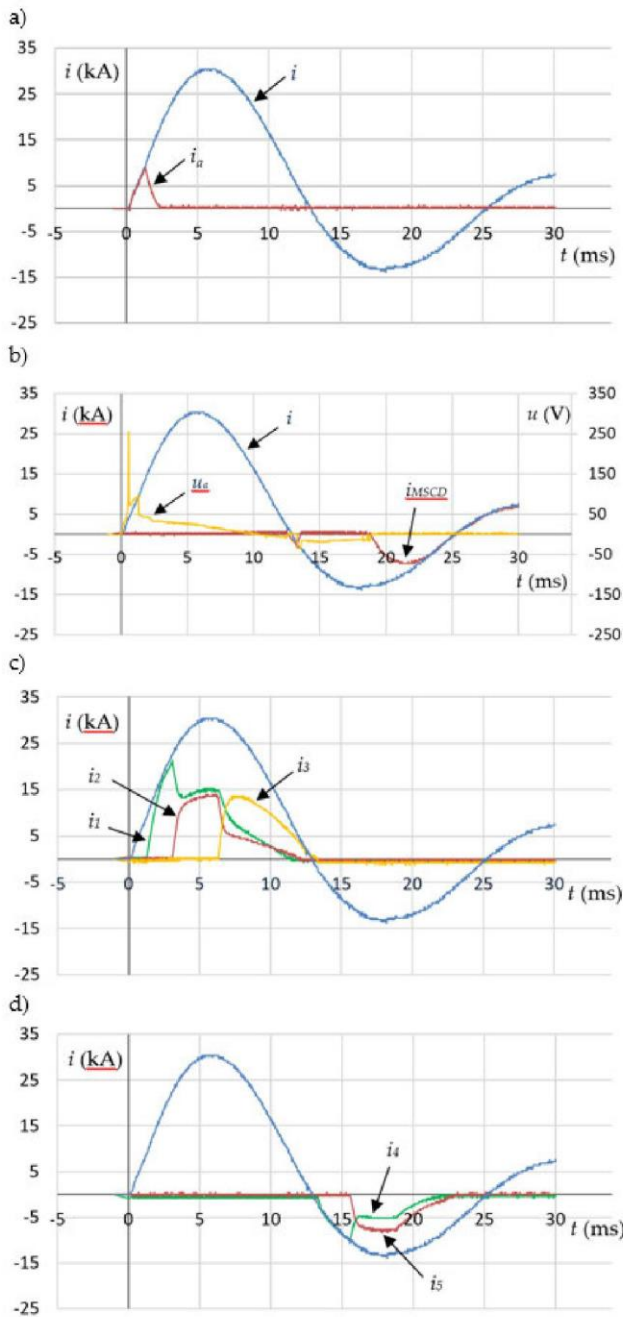 a)
35
i (kA)
i
25
15
ia
5
-5 0 5 10 15 20 25 30
-5
t (ms)
-15
-25
b)
35 350
i (kA) u (V)
i
25 250
15 150
ua iMSCD
5 50
-5 0 5 10 15 20 25 30
-5 -50
t (ms)
-15 -150
-25 -250
c)
35
i (kA)
25
i2 i3
15
i1
5
-5 0 5 10 15 20 25 30
t (ms)
-5
-15
-25
d)
35
i (kA)
25
15
i4
5
-5 0 5 10 15 20 25 30
-5
t (ms)
-15
i5
-25